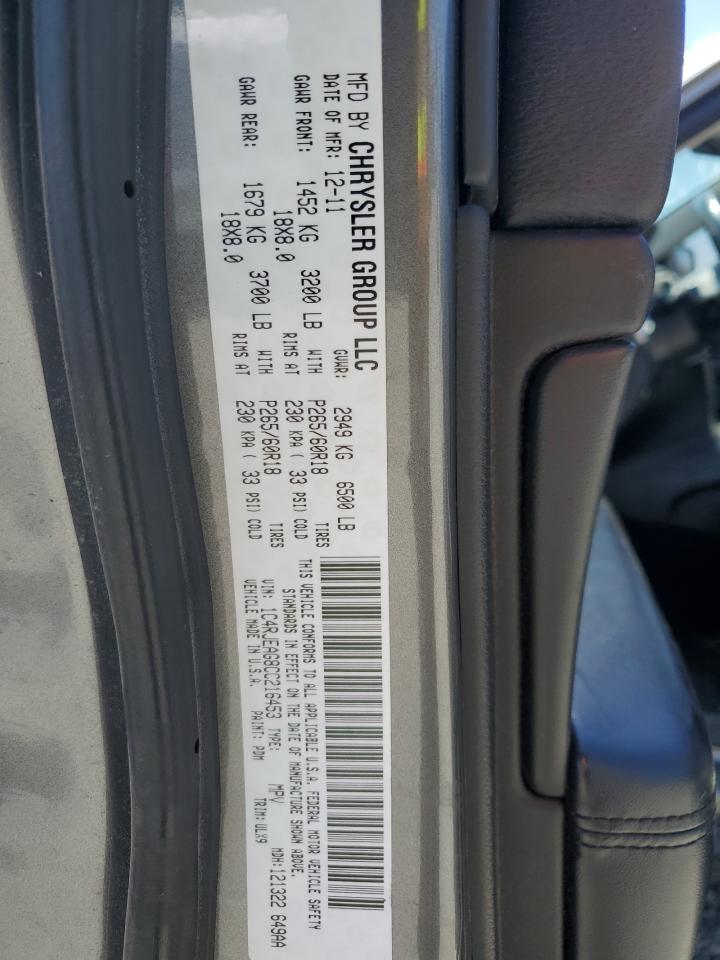 MFD BY CHRYSLER GROUP LLC
DATE OF MFR: 12-11 GVWR: 2949 KG 6500 LB
GAWR FRONT: 1452 KG 3200 LB WITH P265/60R18 TIRES
18X8.0 RIMS AT 230 KPA ( 33 PSI) COLD
GAWR REAR: 1679 KG 3700 LB WITH P265/60R18 TIRES
18X8.0 RIMS AT 230 KPA ( 33 PSI) COLD
THIS VEHICLE CONFORMS TO ALL APPLICABLE U.S.A. FEDERAL MOTOR VEHICLE SAFETY
STANDARDS IN EFFECT ON THE DATE OF MANUFACTURE SHOWN ABOVE.
VIN: 1C4RJEAG8CC216453 TYPE: MPV MDH:121322 649AA
VEHICLE MADE IN U.S.A. PAINT: PDM TRIM:ULX9